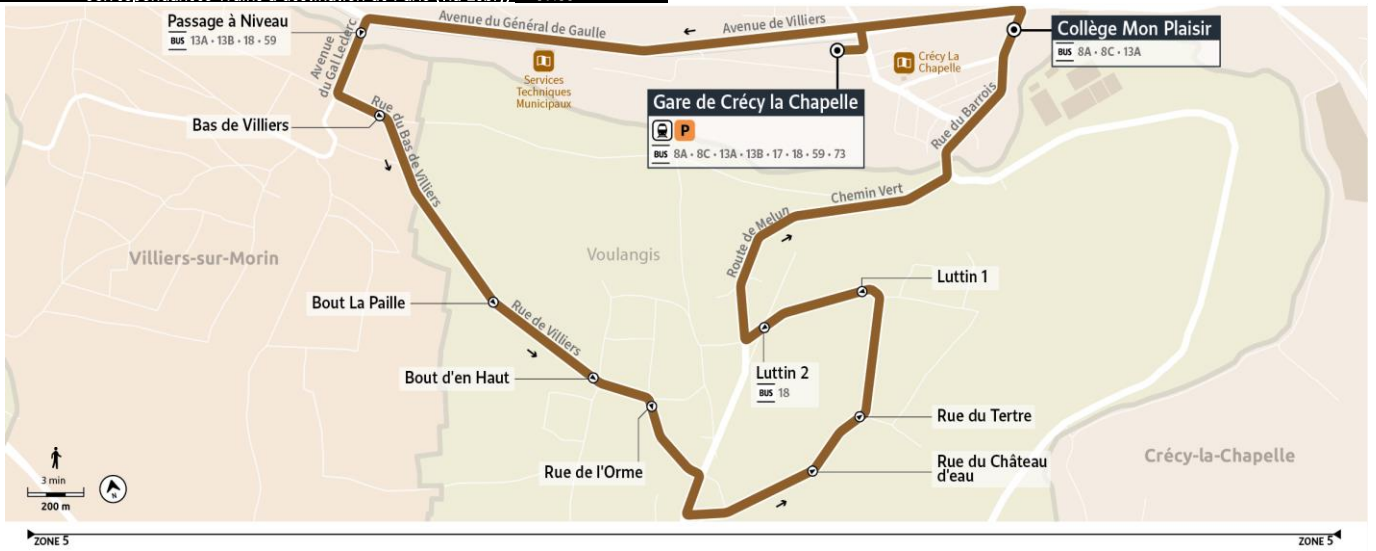 Passage à Niveau
BUS 13A • 13B • 18 • 59
Avenue du Général de Gaulle
Avenue de Villiers
Collège Mon Plaisir
BUS 8A • 8C • 13A
Avenue
du Gal Leclerc
Services
Techniques
Municipaux
Crécy La
Chapelle
Gare de Crécy la Chapelle
P
BUS 8A • 8C • 13A • 13B • 17 • 18 • 59 • 73
Rue du Barrois
Bas de Villiers
Rue du Bas de Villiers
Chemin Vert
Route de Melun
Villiers-sur-Morin
Voulangis
Luttin 1
Bout La Paille
Rue de Villiers
Bout d'en Haut
Luttin 2
BUS 18
Rue du Tertre
Rue de l'Orme
Rue du Château
d'eau
Crécy-la-Chapelle
3 min
200 m
N
ZONE 5
ZONE 5